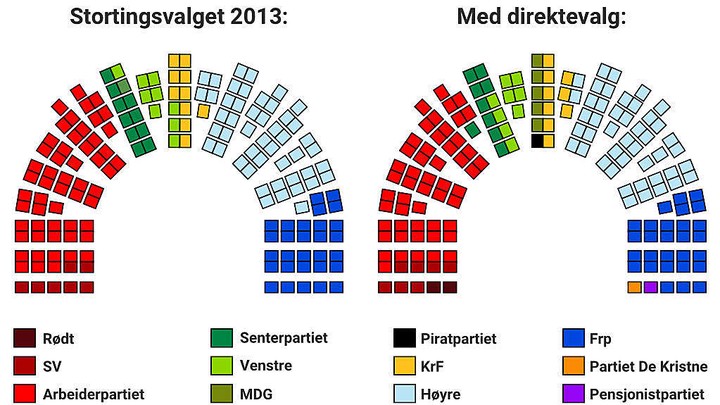 Stortingsvalget 2013: Med direktevalg:
Rødt Senterpartiet Piratpartiet Frp
SV Venstre KrF Partiet De Kristne
Arbeiderpartiet MDG Høyre Pensjonistpartiet